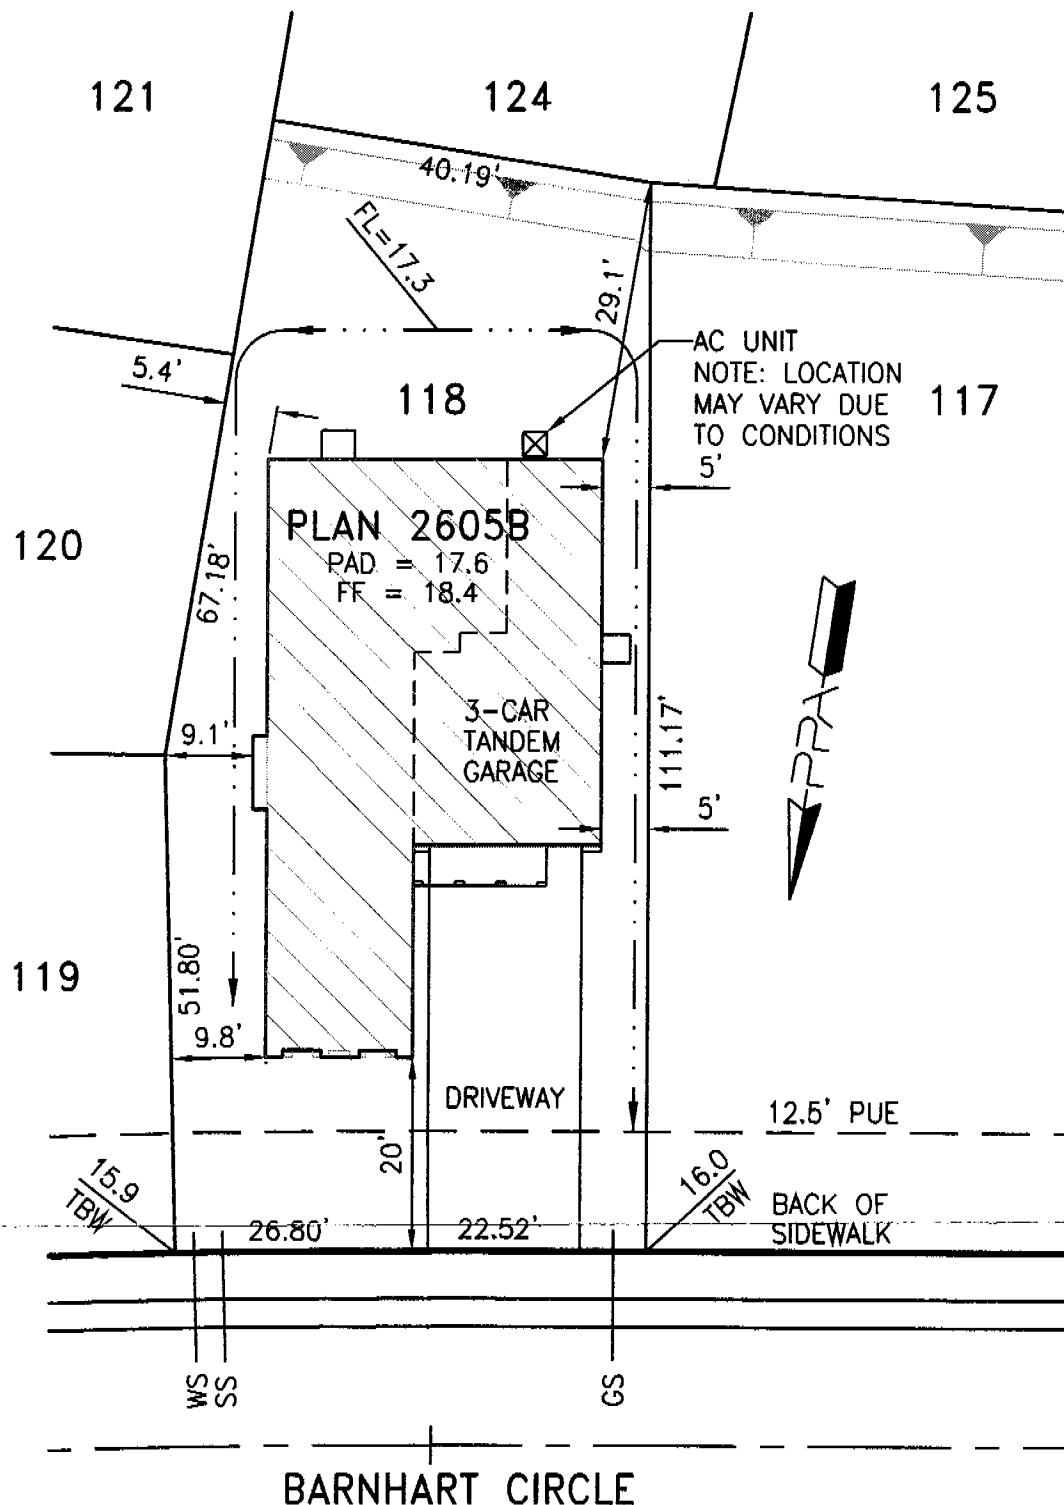 121
124
125
40.19'
FL=17.3
29.1'
5.4'
AC UNIT
NOTE: LOCATION
MAY VARY DUE
TO CONDITIONS
118
117
5'
PLAN 2605B
PAD = 17.6
FF = 18.4
120
67.18'
3-CAR
TANDEM
GARAGE
9.1'
111.17'
PPA
5'
119
51.80'
9.8'
DRIVEWAY
12.5' PUE
20'
15.9
TBW
16.0
TBW
BACK OF
SIDEWALK
26.80'
22.52'
WS
SS
GS
BARNHART CIRCLE